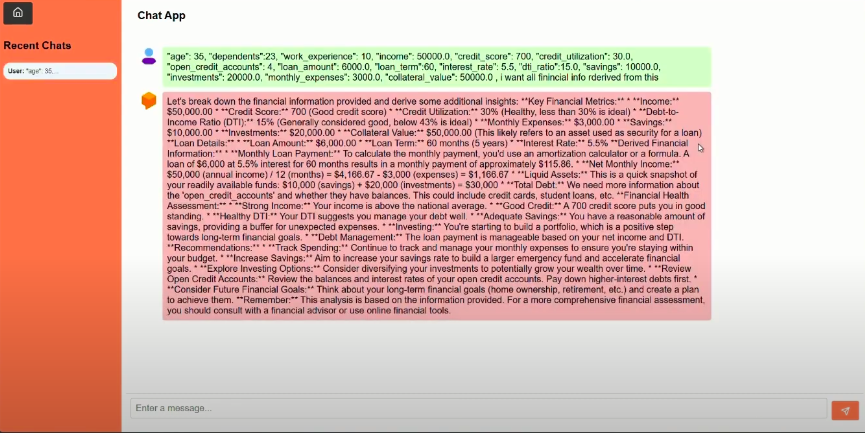 Chat App
Recent Chats
User: "age": 35,...
"age": 35, "dependents":23, "work_experience": 10, "income": 50000.0, "credit_score": 700, "credit_utilization": 30.0,
"open_credit_accounts": 4, "loan_amount": 6000.0, "loan_term":60, "interest_rate": 5.5, "dti_ratio":15.0, "savings": 10000.0,
"investments": 20000.0, "monthly_expenses": 3000.0, "collateral_value": 50000.0 , i want all finincial info rderived from this
Let's break down the financial information provided and derive some additional insights: **Key Financial Metrics:** * **Income:**
$50,000.00 * **Credit Score:** 700 (Good credit score) * **Credit Utilization:** 30% (Healthy, less than 30% is ideal) * **Debt-to-
Income Ratio (DTI):** 15% (Generally considered good, below 43% is ideal) * **Monthly Expenses:** $3,000.00 * **Savings:**
$10,000.00 * **Investments:** $20,000.00 * **Collateral Value:** $50,000.00 (This likely refers to an asset used as security for a loan)
**Loan Details:** * **Loan Amount:** $6,000.00 * **Loan Term:** 60 months (5 years) * **Interest Rate:** 5.5% **Derived Financial
Information:** * **Monthly Loan Payment:** To calculate the monthly payment, you'd use an amortization calculator or a formula. A
loan of $6,000 at 5.5% interest for 60 months results in a monthly payment of approximately $115.86. * **Net Monthly Income:**
$50,000 (annual income) / 12 (months) = $4,166.67 - $3,000 (expenses) = $1,166.67 * **Liquid Assets:** This is a quick snapshot of
your readily available funds: $10,000 (savings) + $20,000 (investments) = $30,000 * **Total Debt:** We need more information about
the 'open_credit_accounts' and whether they have balances. This could include credit cards, student loans, etc. **Financial Health
Assessment:** * **Strong Income:** Your income is above the national average. * **Good Credit:** A 700 credit score puts you in good
standing. * **Healthy DTI:** Your DTI suggests you manage your debt well. * **Adequate Savings:** You have a reasonable amount of
savings, providing a buffer for unexpected expenses. * **Investing:** You're starting to build a portfolio, which is a positive step
towards long-term financial goals. * **Debt Management:** The loan payment is manageable based on your net income and DTI.
**Recommendations:** * **Track Spending:** Continue to track and manage your monthly expenses to ensure you're staying within
your budget. * **Increase Savings:** Aim to increase your savings rate to build a larger emergency fund and accelerate financial
goals. * **Explore Investing Options:** Consider diversifying your investments to potentially grow your wealth over time. * **Review
Open Credit Accounts:** Review the balances and interest rates of your open credit accounts. Pay down higher-interest debts first. *
**Consider Future Financial Goals:** Think about your long-term financial goals (home ownership, retirement, etc.) and create a plan
to achieve them. **Remember:** This analysis is based on the information provided. For a more comprehensive financial assessment,
you should consult with a financial advisor or use online financial tools.
Enter a message...